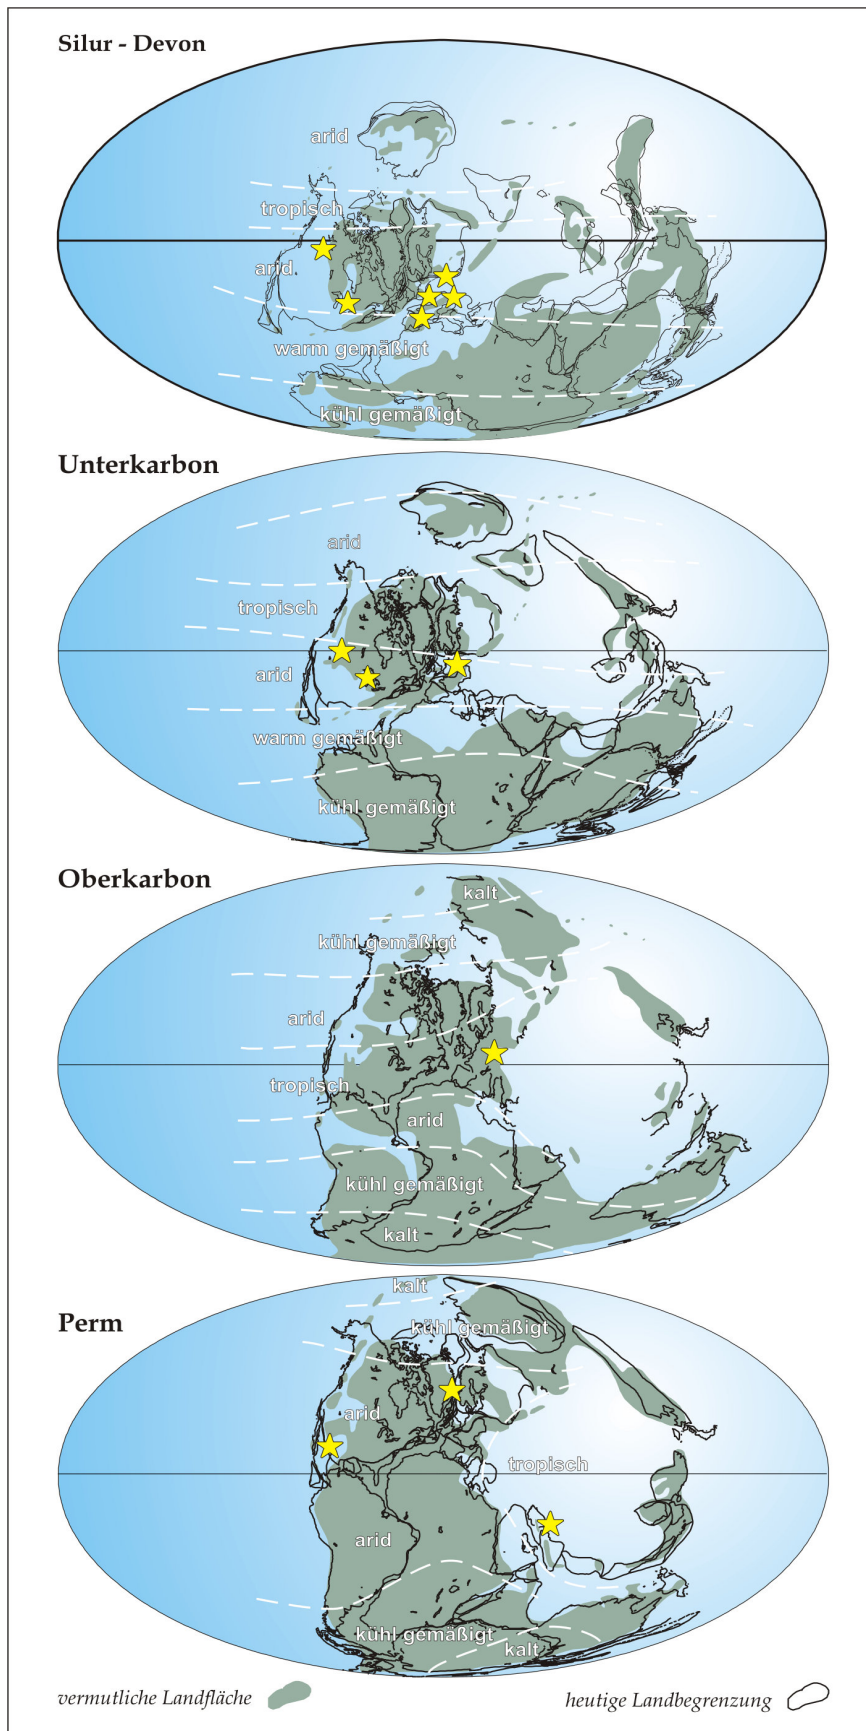 Silur - Devon
arid
tropisch
arid
warm gemäßigt
kühl gemäßigt
Unterkarbon
arid
tropisch
arid
warm gemäßigt
kühl gemäßigt
Oberkarbon
kalt
kühl gemäßigt
arid
tropisch
arid
kühl gemäßigt
kalt
kalt
Perm
kühl gemäßigt
arid
tropisch
arid
kühl gemäßigt
kalt
vermutliche Landfläche
heutige Landbegrenzung